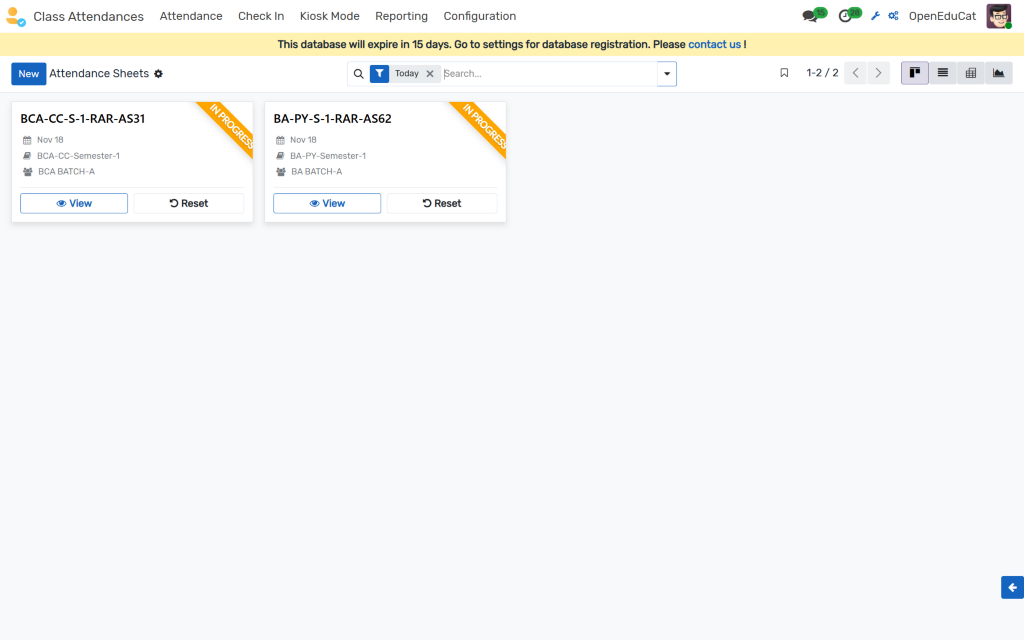 Class Attendances Attendance Check In Kiosk Mode Reporting Configuration 15 28 OpenEduCat
This database will expire in 15 days. Go to settings for database registration. Please contact us !
New Attendance Sheets Today Search... 1-2 / 2
BCA-CC-S-1-RAR-AS31
IN PROGRESS
Nov 18
BCA-CC-Semester-1
BCA BATCH-A
View Reset
BA-PY-S-1-RAR-AS62
IN PROGRESS
Nov 18
BA-PY-Semester-1
BA BATCH-A
View Reset